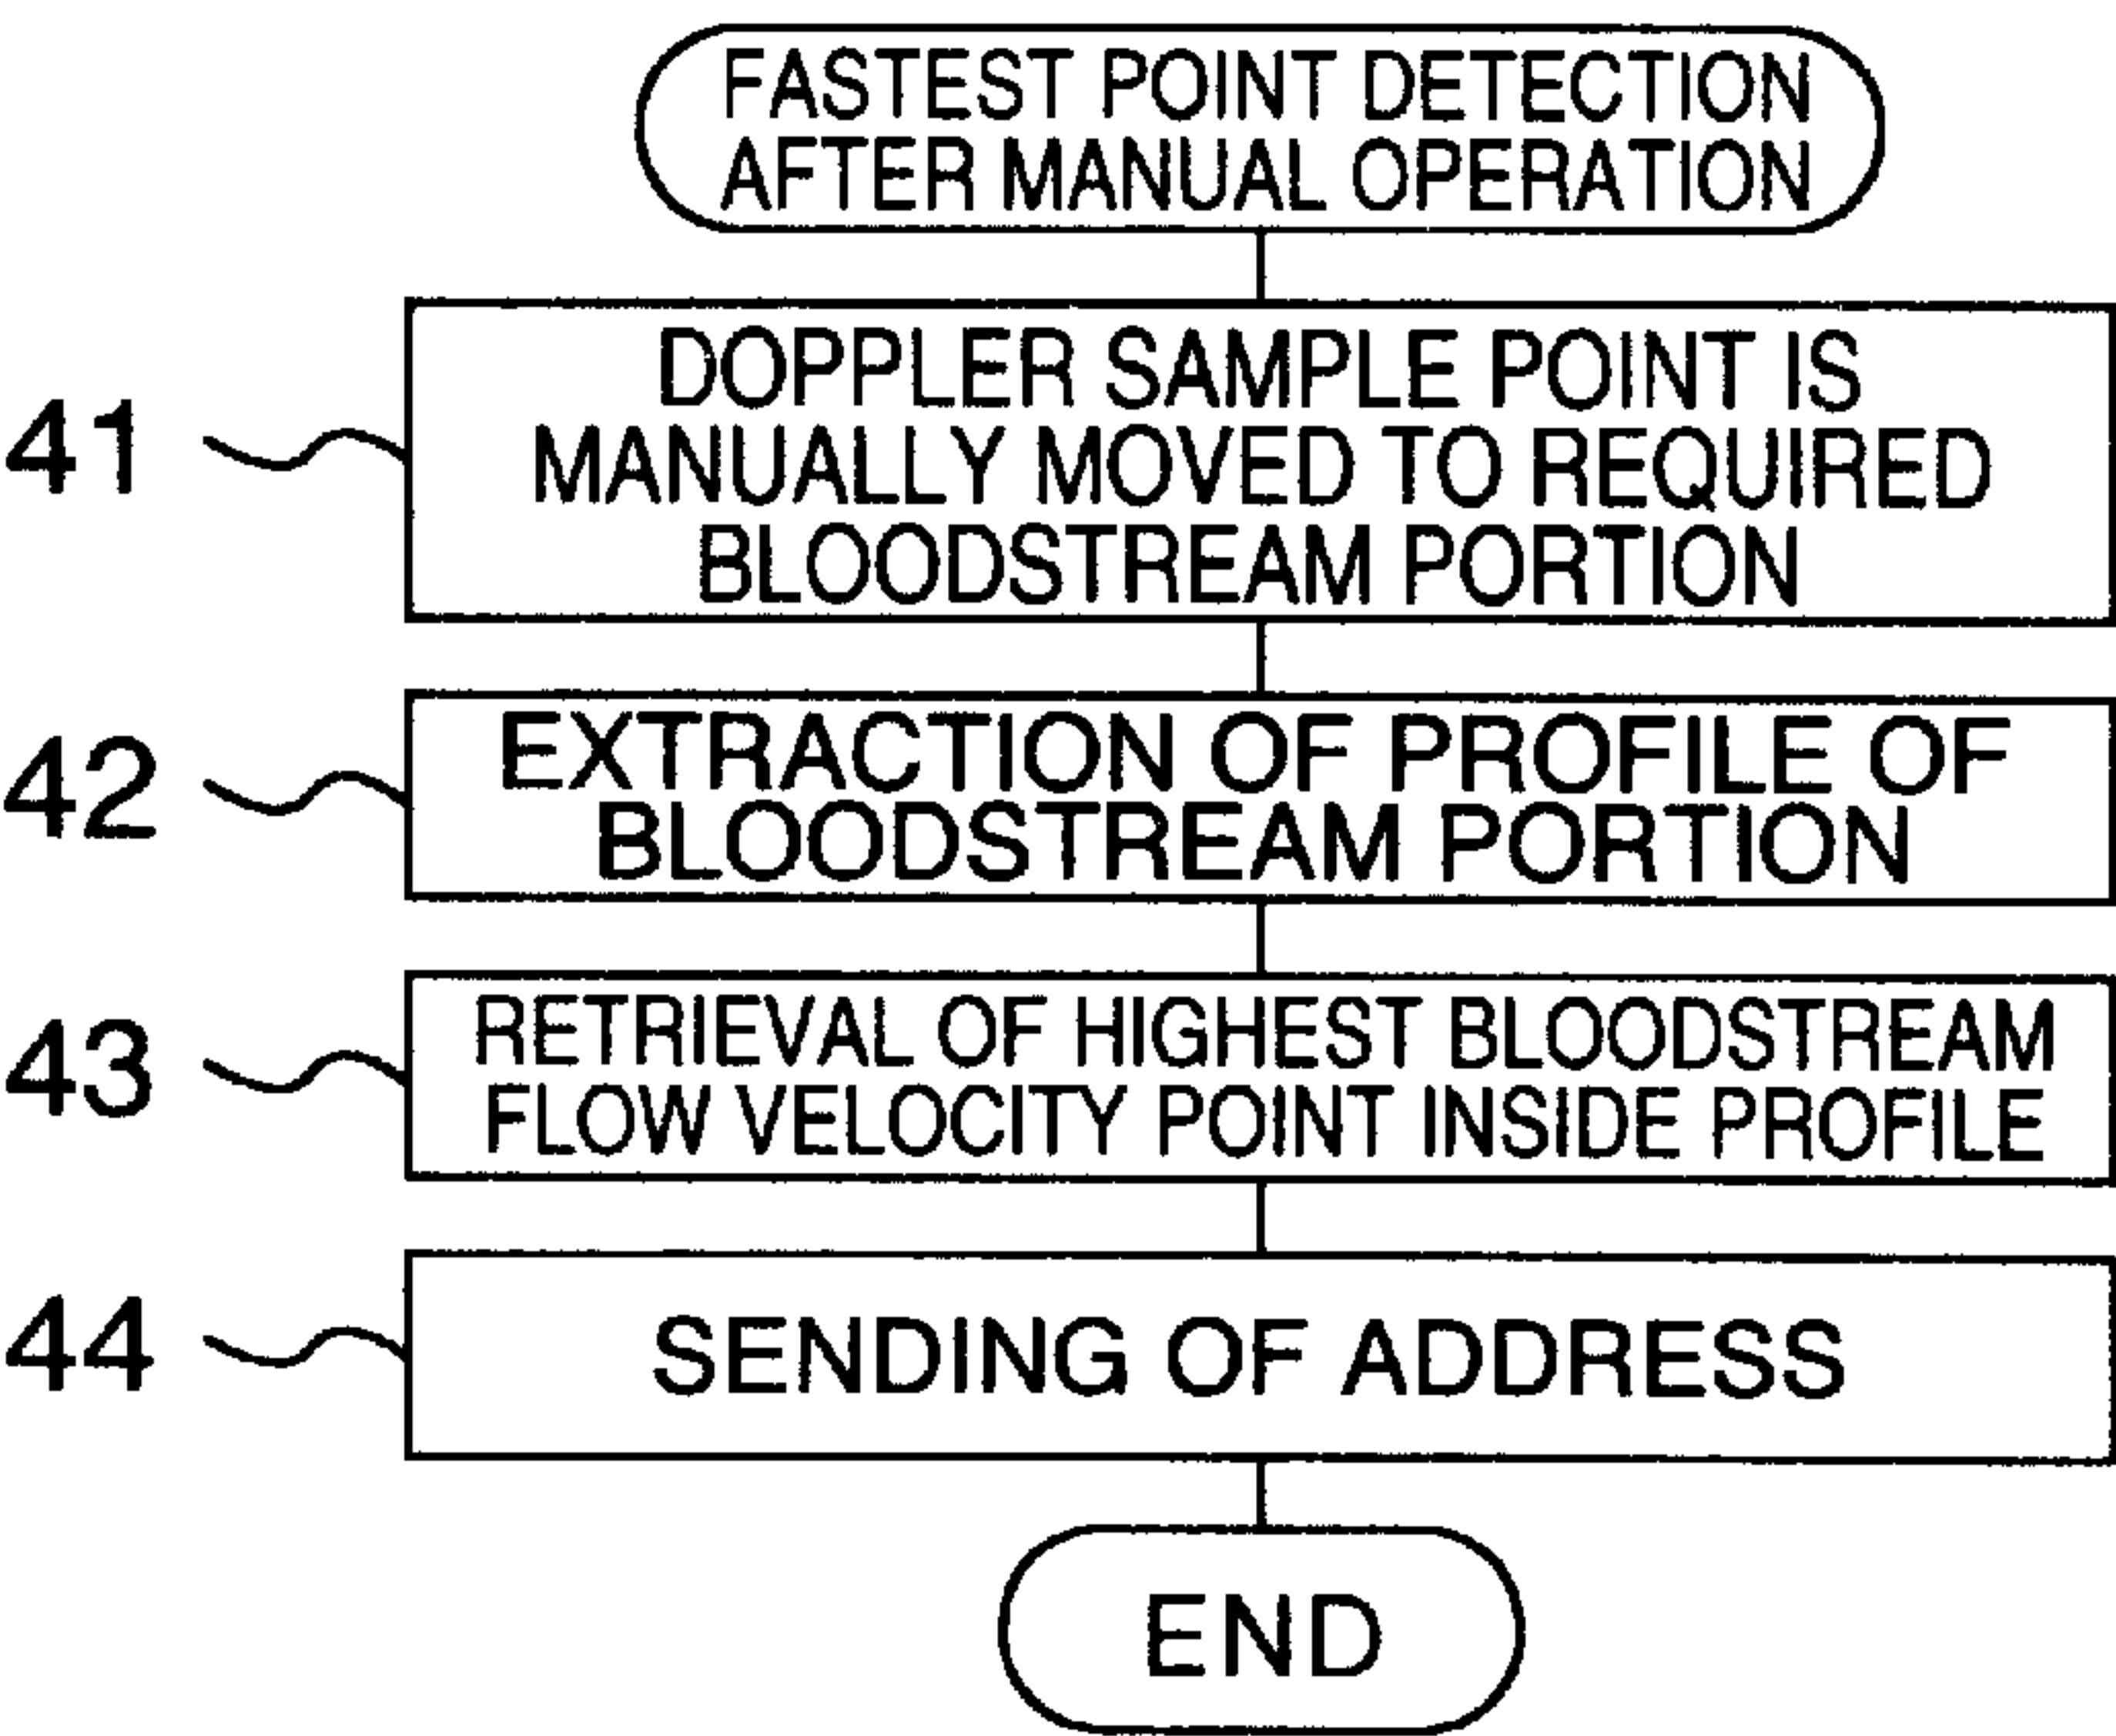 FASTEST POINT DETECTION
AFTER MANUAL OPERATION
41
DOPPLER SAMPLE POINT IS
MANUALLY MOVED TO REQUIRED
BLOODSTREAM PORTION
42
EXTRACTION OF PROFILE OF
BLOODSTREAM PORTION
43
RETRIEVAL OF HIGHEST BLOODSTREAM
FLOW VELOCITY POINT INSIDE PROFILE
44
SENDING OF ADDRESS
END